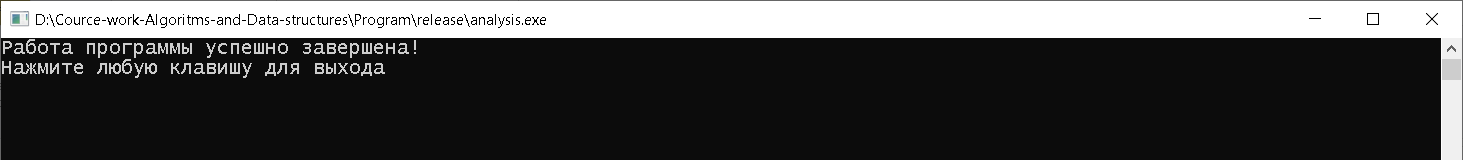 D:\Cource-work-Algoritms-and-Data-structures\Program\release\analysis.exe
Работа программы успешно завершена!
Нажмите любую клавишу для выхода